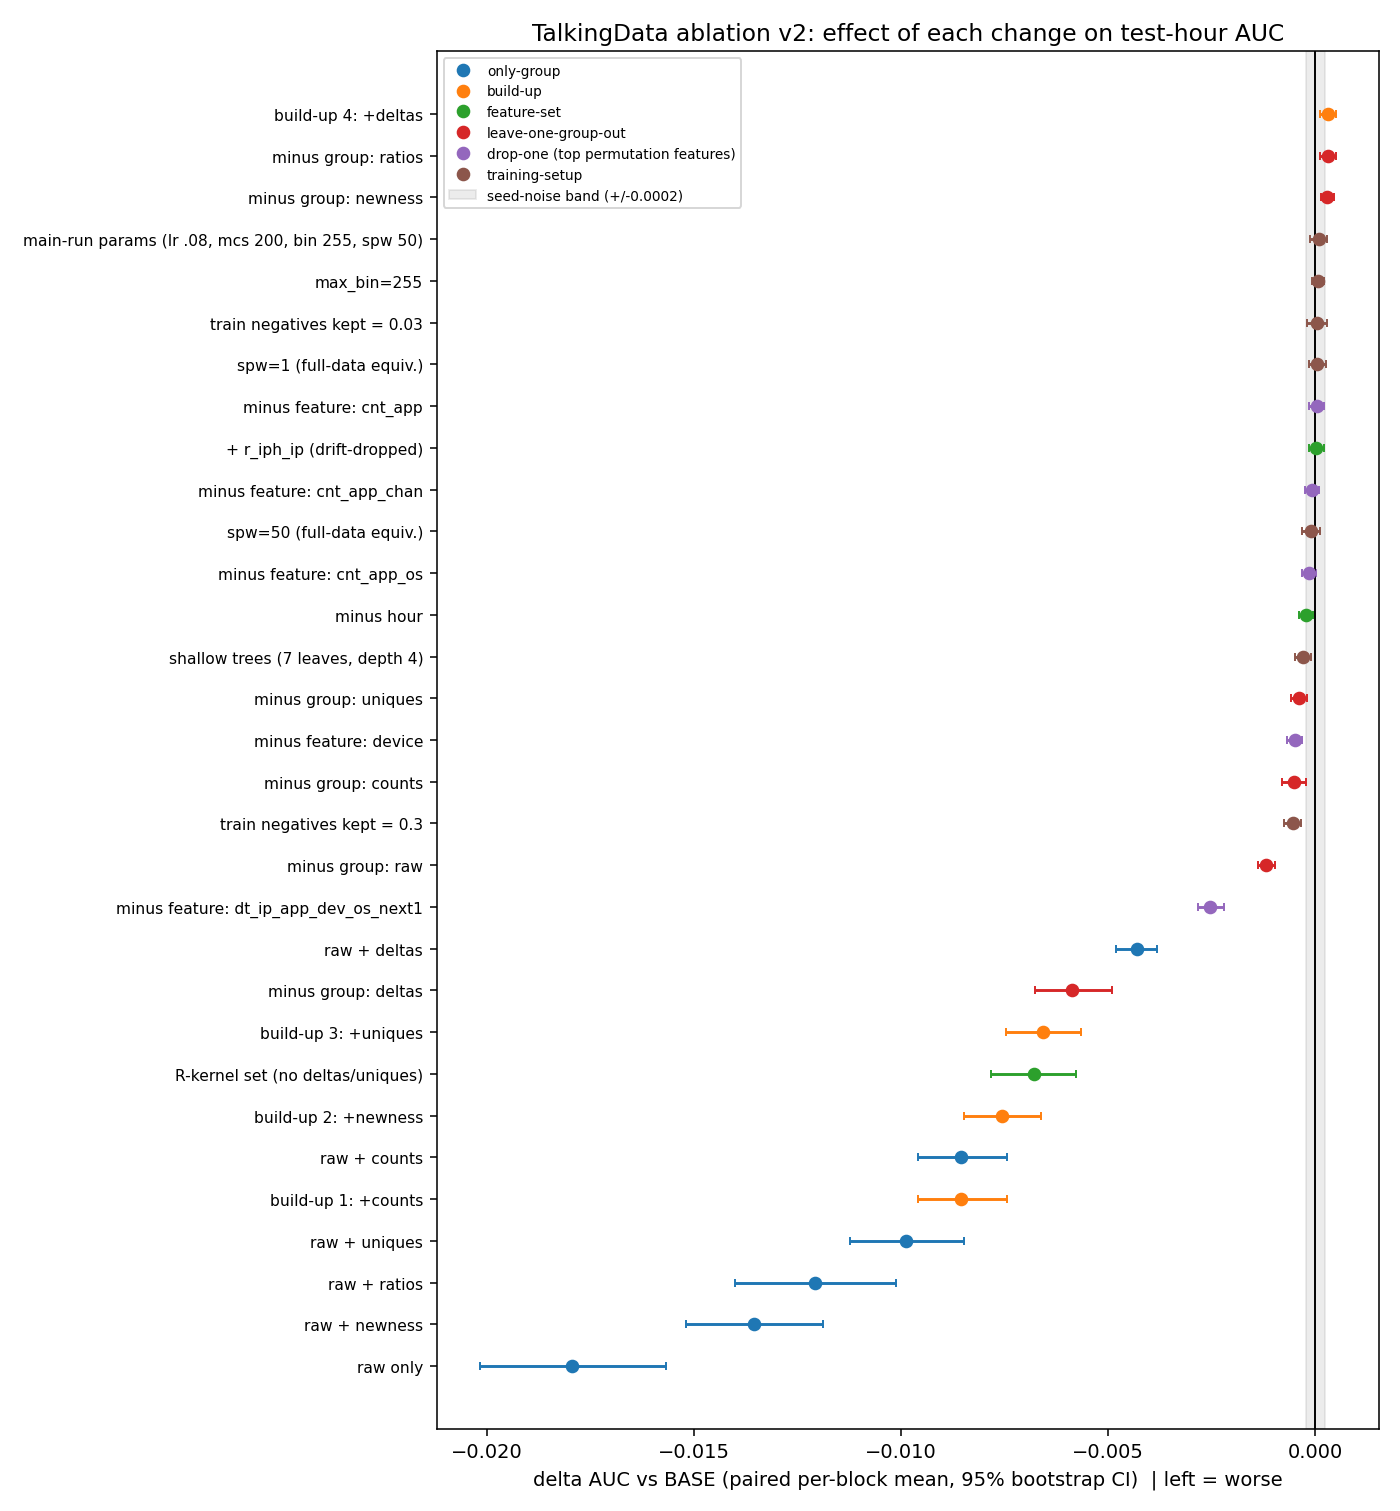 TalkingData ablation v2: effect of each change on test-hour AUC
only-group
build-up
feature-set
leave-one-group-out
drop-one (top permutation features)
training-setup
seed-noise band (+/-0.0002)
build-up 4: +deltas
minus group: ratios
minus group: newness
main-run params (lr .08, mcs 200, bin 255, spw 50)
max_bin=255
train negatives kept = 0.03
spw=1 (full-data equiv.)
minus feature: cnt_app
+ r_iph_ip (drift-dropped)
minus feature: cnt_app_chan
spw=50 (full-data equiv.)
minus feature: cnt_app_os
minus hour
shallow trees (7 leaves, depth 4)
minus group: uniques
minus feature: device
minus group: counts
train negatives kept = 0.3
minus group: raw
minus feature: dt_ip_app_dev_os_next1
raw + deltas
minus group: deltas
build-up 3: +uniques
R-kernel set (no deltas/uniques)
build-up 2: +newness
raw + counts
build-up 1: +counts
raw + uniques
raw + ratios
raw + newness
raw only
−0.020 −0.015 −0.010 −0.005 0.000
delta AUC vs BASE (paired per-block mean, 95% bootstrap CI) | left = worse